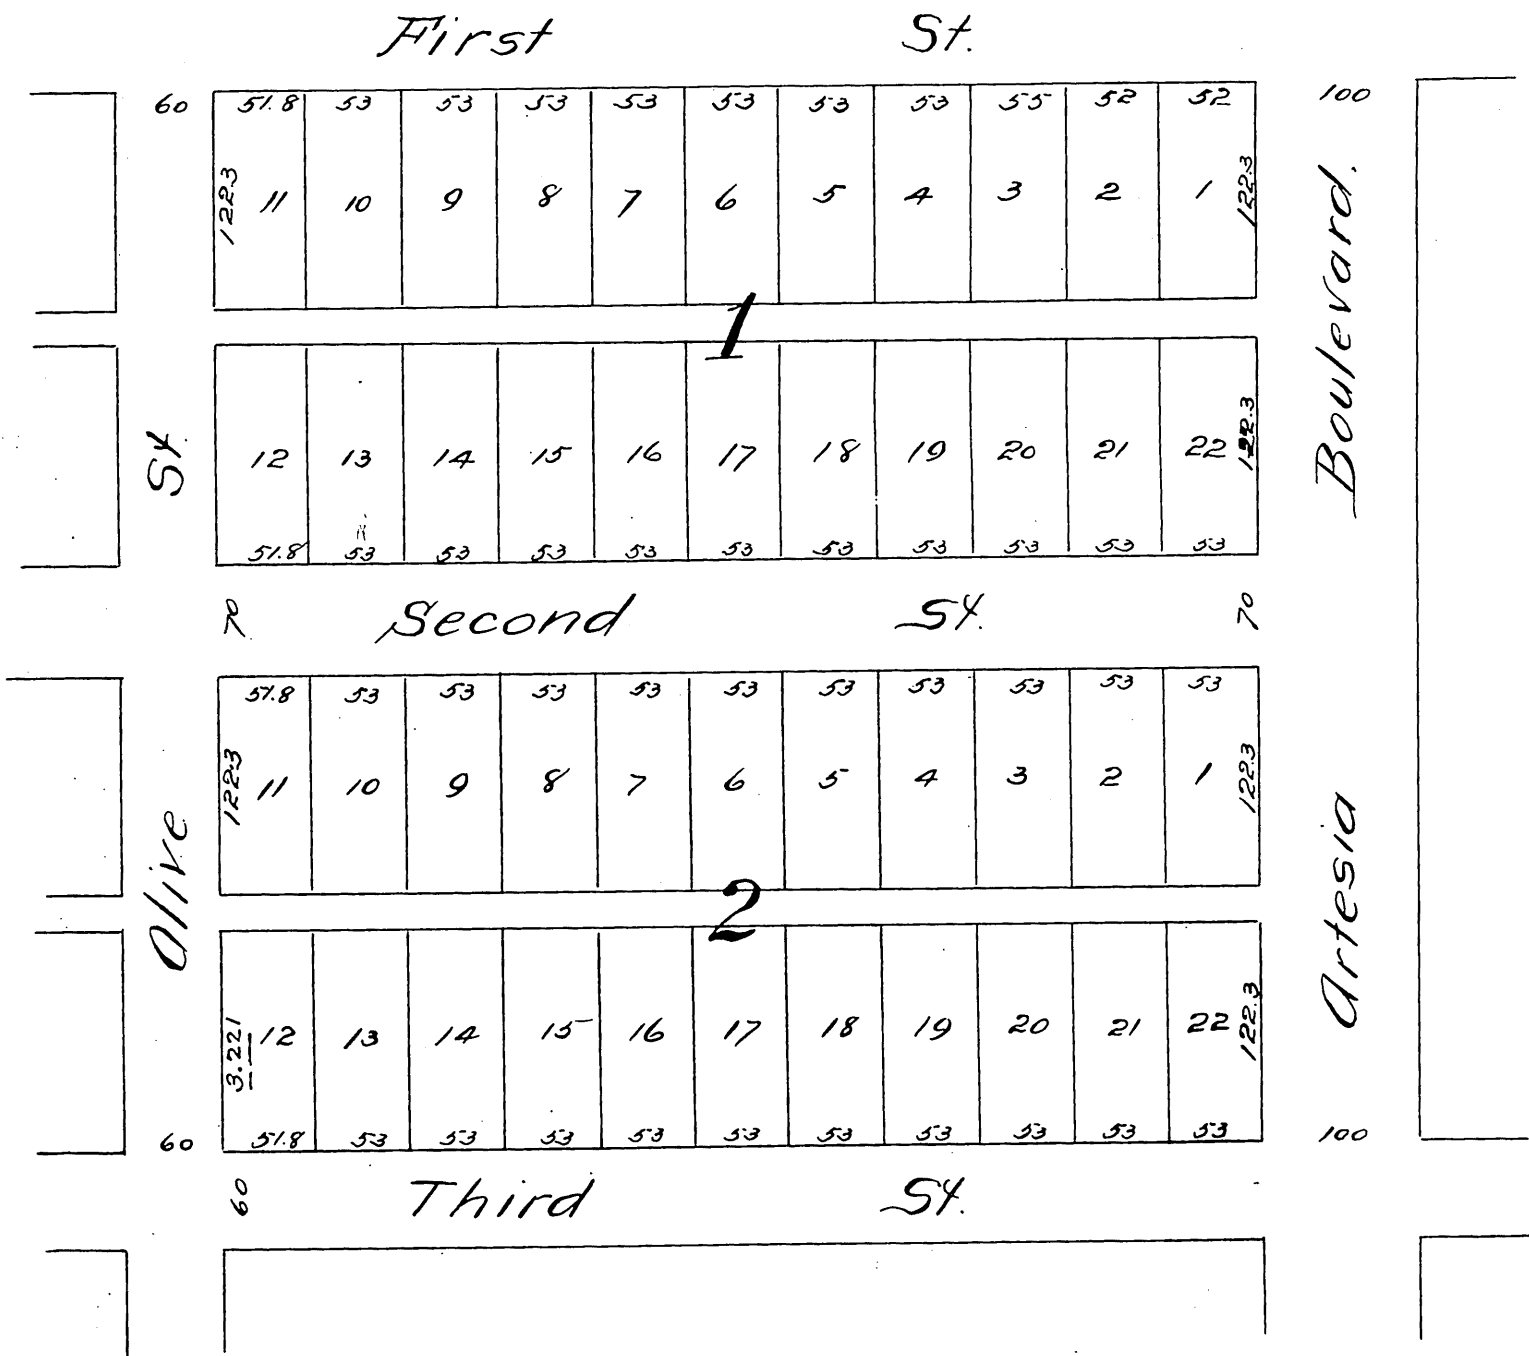 First St.
60 51.8 53 53 53 53 53 53 53 55 52 52 100
122.3 11 10 9 8 7 6 5 4 3 2 1 122.3
1
12 13 14 15 16 17 18 19 20 21 22 122.3
51.8 53 53 53 53 53 53 53 53 53 53
70 Second St. 70
51.8 53 53 53 53 53 53 53 53 53 53
122.3 11 10 9 8 7 6 5 4 3 2 1 122.3
2
3.221 12 13 14 15 16 17 18 19 20 21 22 122.3
60 51.8 53 53 53 53 53 53 53 53 53 53 100
60 Third St.
Olive St.
Artesia Boulevard.